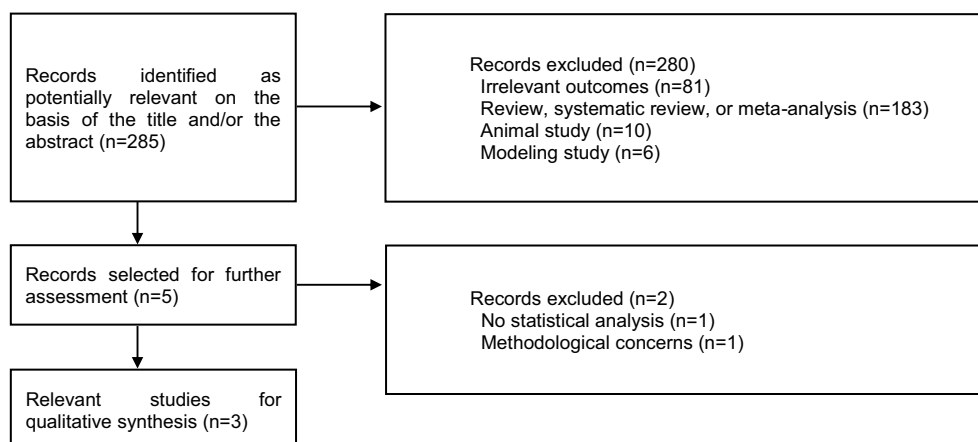 Records identified as
potentially relevant on the
basis of the title and/or the
abstract (n=285)
Records excluded (n=280)
Irrelevant outcomes (n=81)
Review, systematic review, or meta-analysis (n=183)
Animal study (n=10)
Modeling study (n=6)
Records selected for further
assessment (n=5)
Records excluded (n=2)
No statistical analysis (n=1)
Methodological concerns (n=1)
Relevant studies for
qualitative synthesis (n=3)